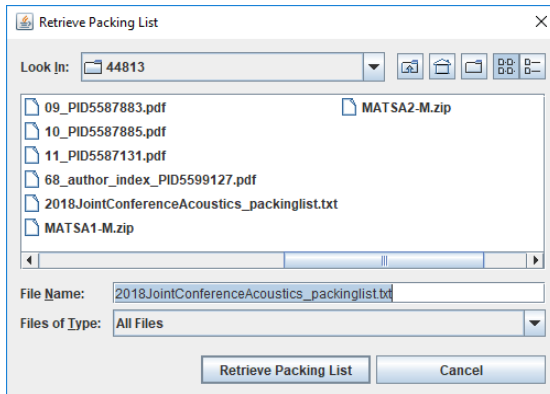 Retrieve Packing List
Look In: 44813
09_PID5587883.pdf
10_PID5587885.pdf
11_PID5587131.pdf
68_author_index_PID5599127.pdf
2018JointConferenceAcoustics_packinglist.txt
MATSA1-M.zip
MATSA2-M.zip
File Name: 2018JointConferenceAcoustics_packinglist.txt
Files of Type: All Files
Retrieve Packing List Cancel